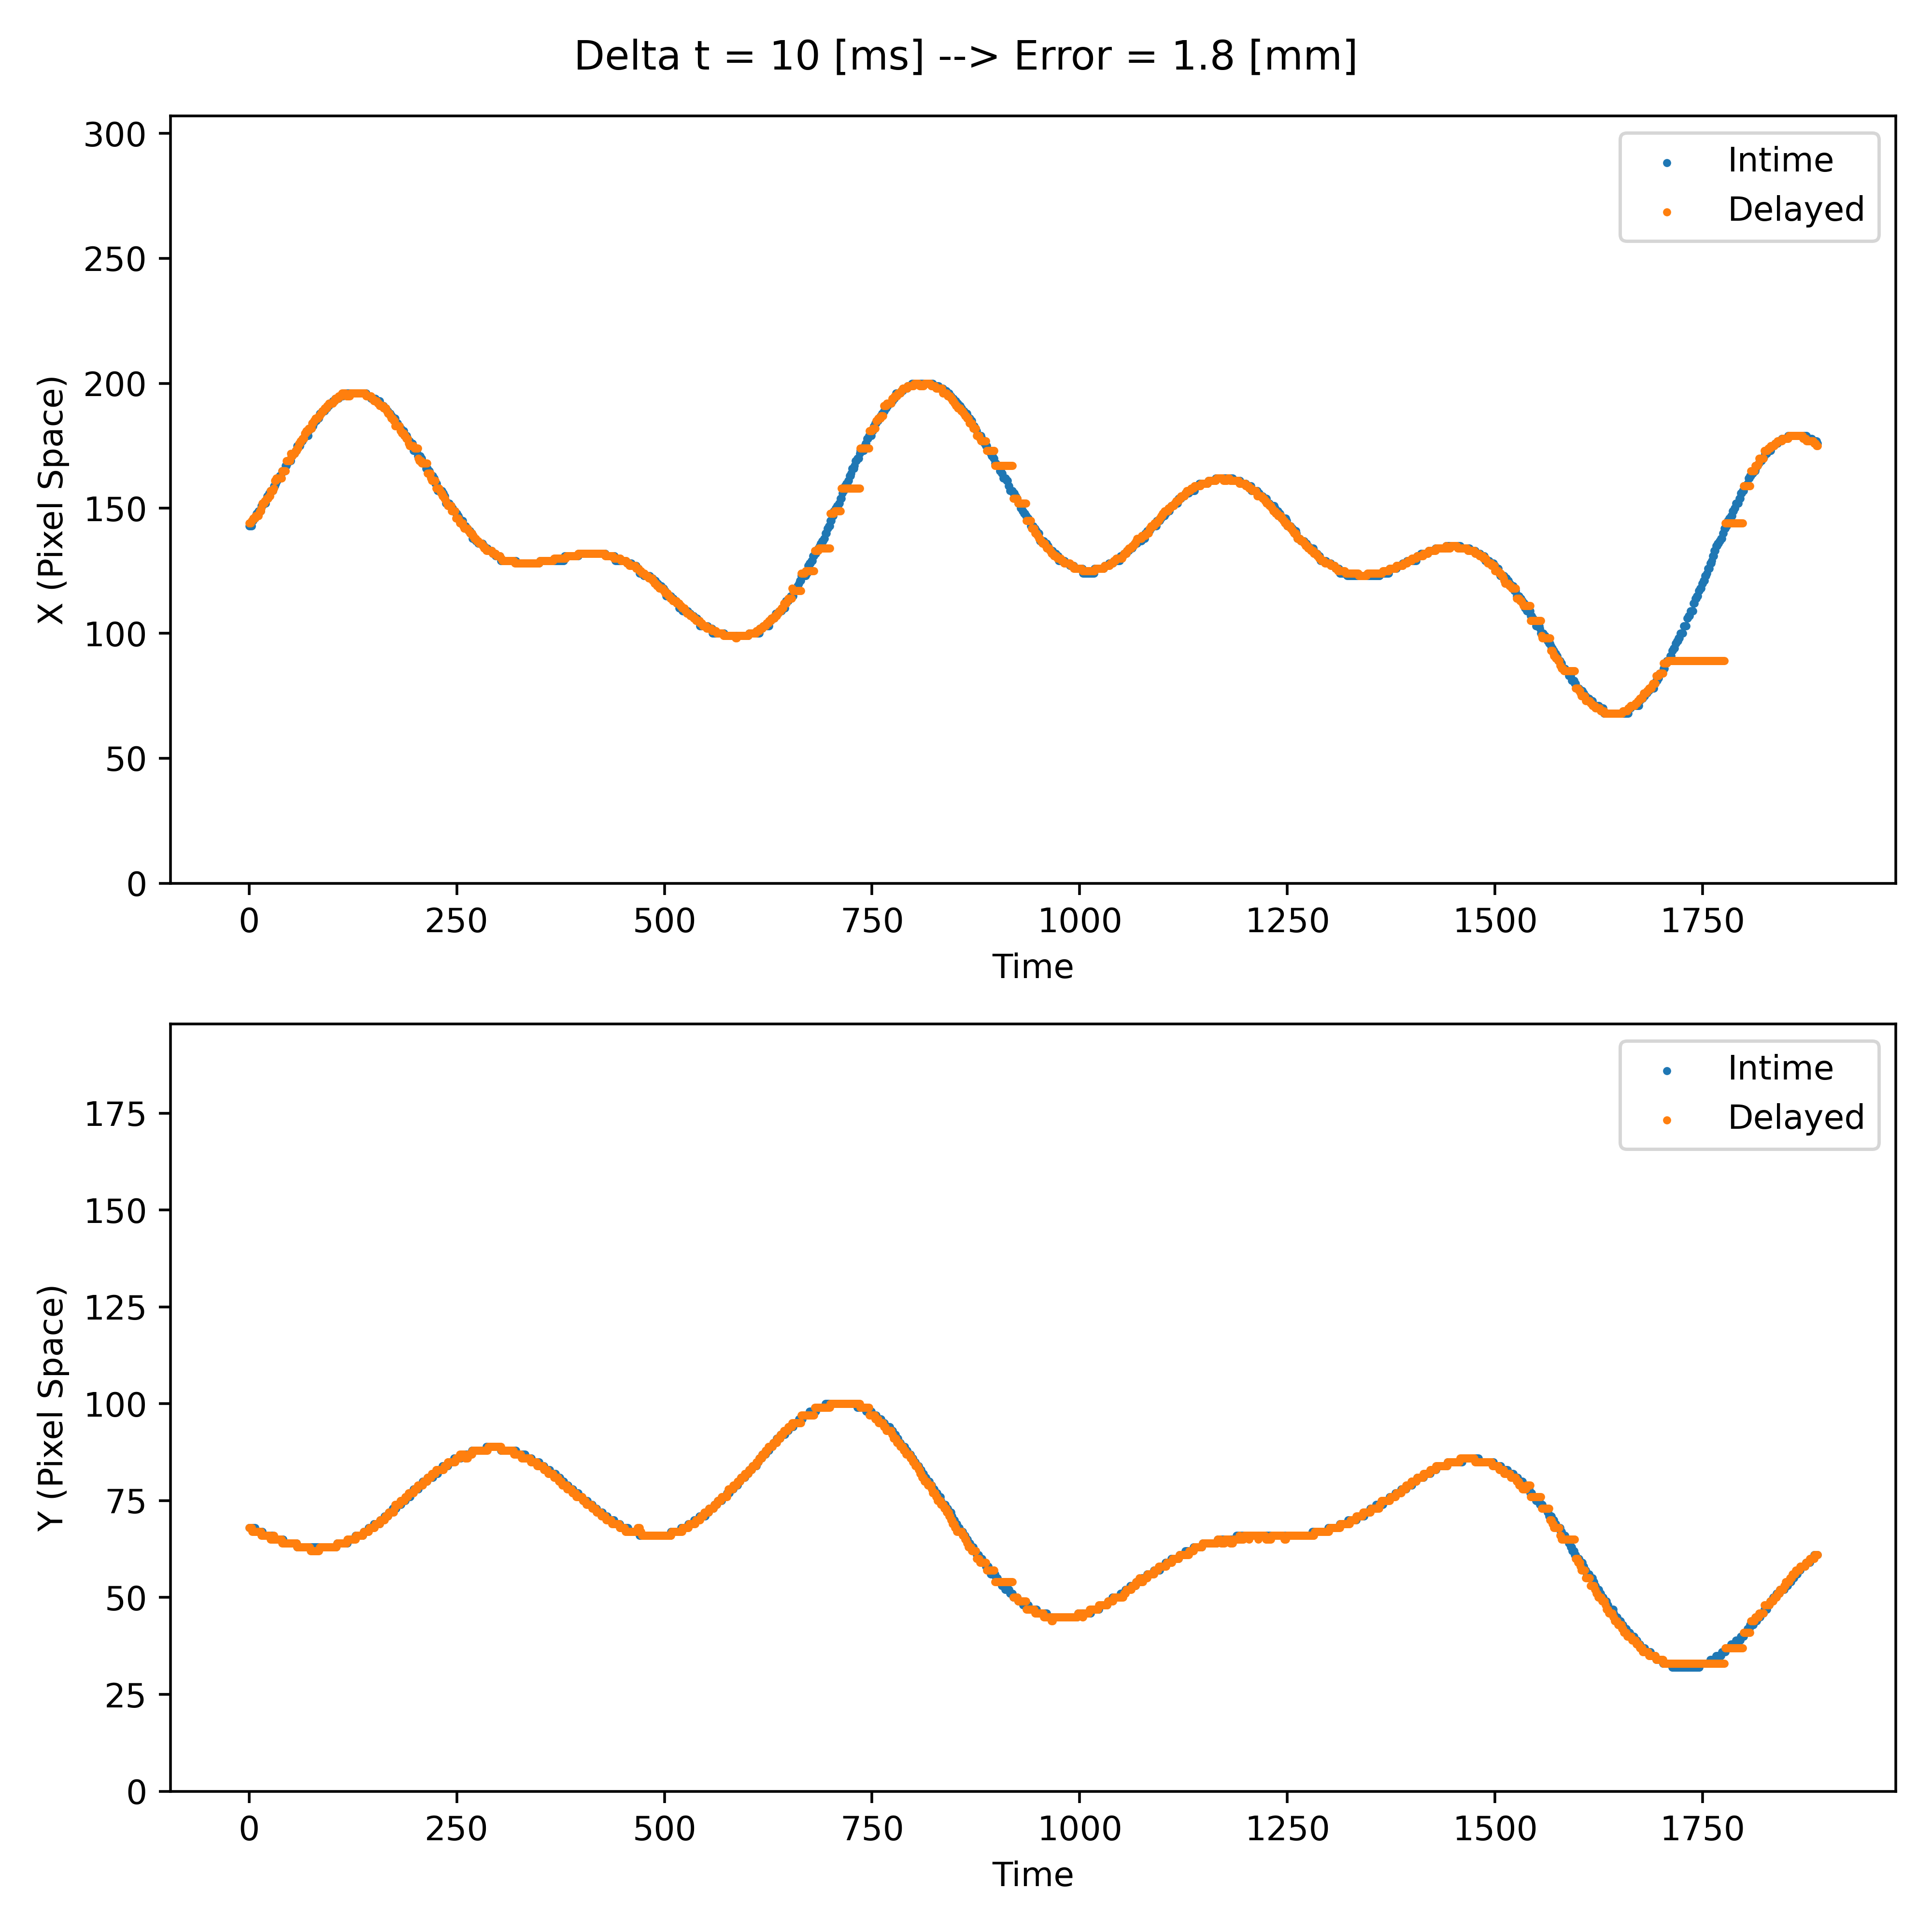 Delta t = 10 [ms] --> Error = 1.8 [mm]
300
250
200
150
100
50
0
X (Pixel Space)
Intime
Delayed
0 250 500 750 1000 1250 1500 1750
Time
175
150
125
100
75
50
25
0
Y (Pixel Space)
Intime
Delayed
0 250 500 750 1000 1250 1500 1750
Time